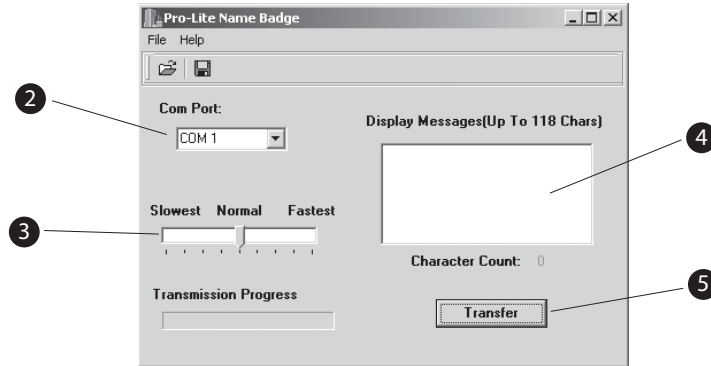 Pro-Lite Name Badge
File Help
2
Com Port:
COM 1
Display Messages(Up To 118 Chars)
4
3
Slowest Normal Fastest
Character Count: 0
5
Transmission Progress
Transfer